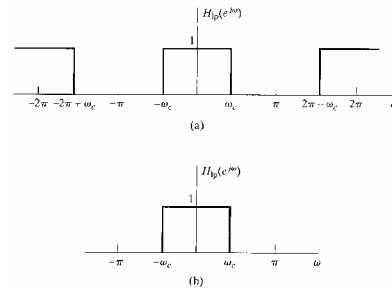 H_lp(e^jω)
1
−2π −2π + ω_c −π −ω_c ω_c π 2π − ω_c 2π
(a)
H_lp(e^jω)
1
−π −ω_c ω_c π ω
(b)